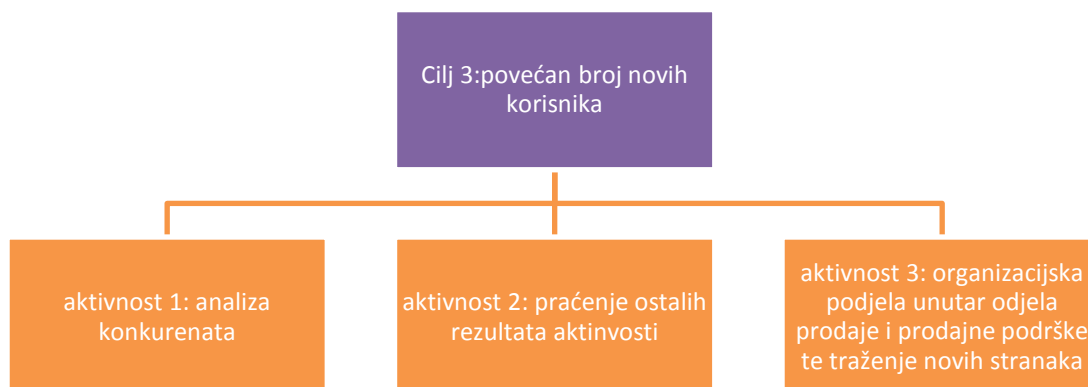 Cilj 3:povećan broj novih
korisnika
aktivnost 1: analiza
konkurenata
aktivnost 2: praćenje ostalih
rezultata aktinvosti
aktivnost 3: organizacijska
podjela unutar odjela
prodaje i prodajne podrške
te traženje novih stranaka